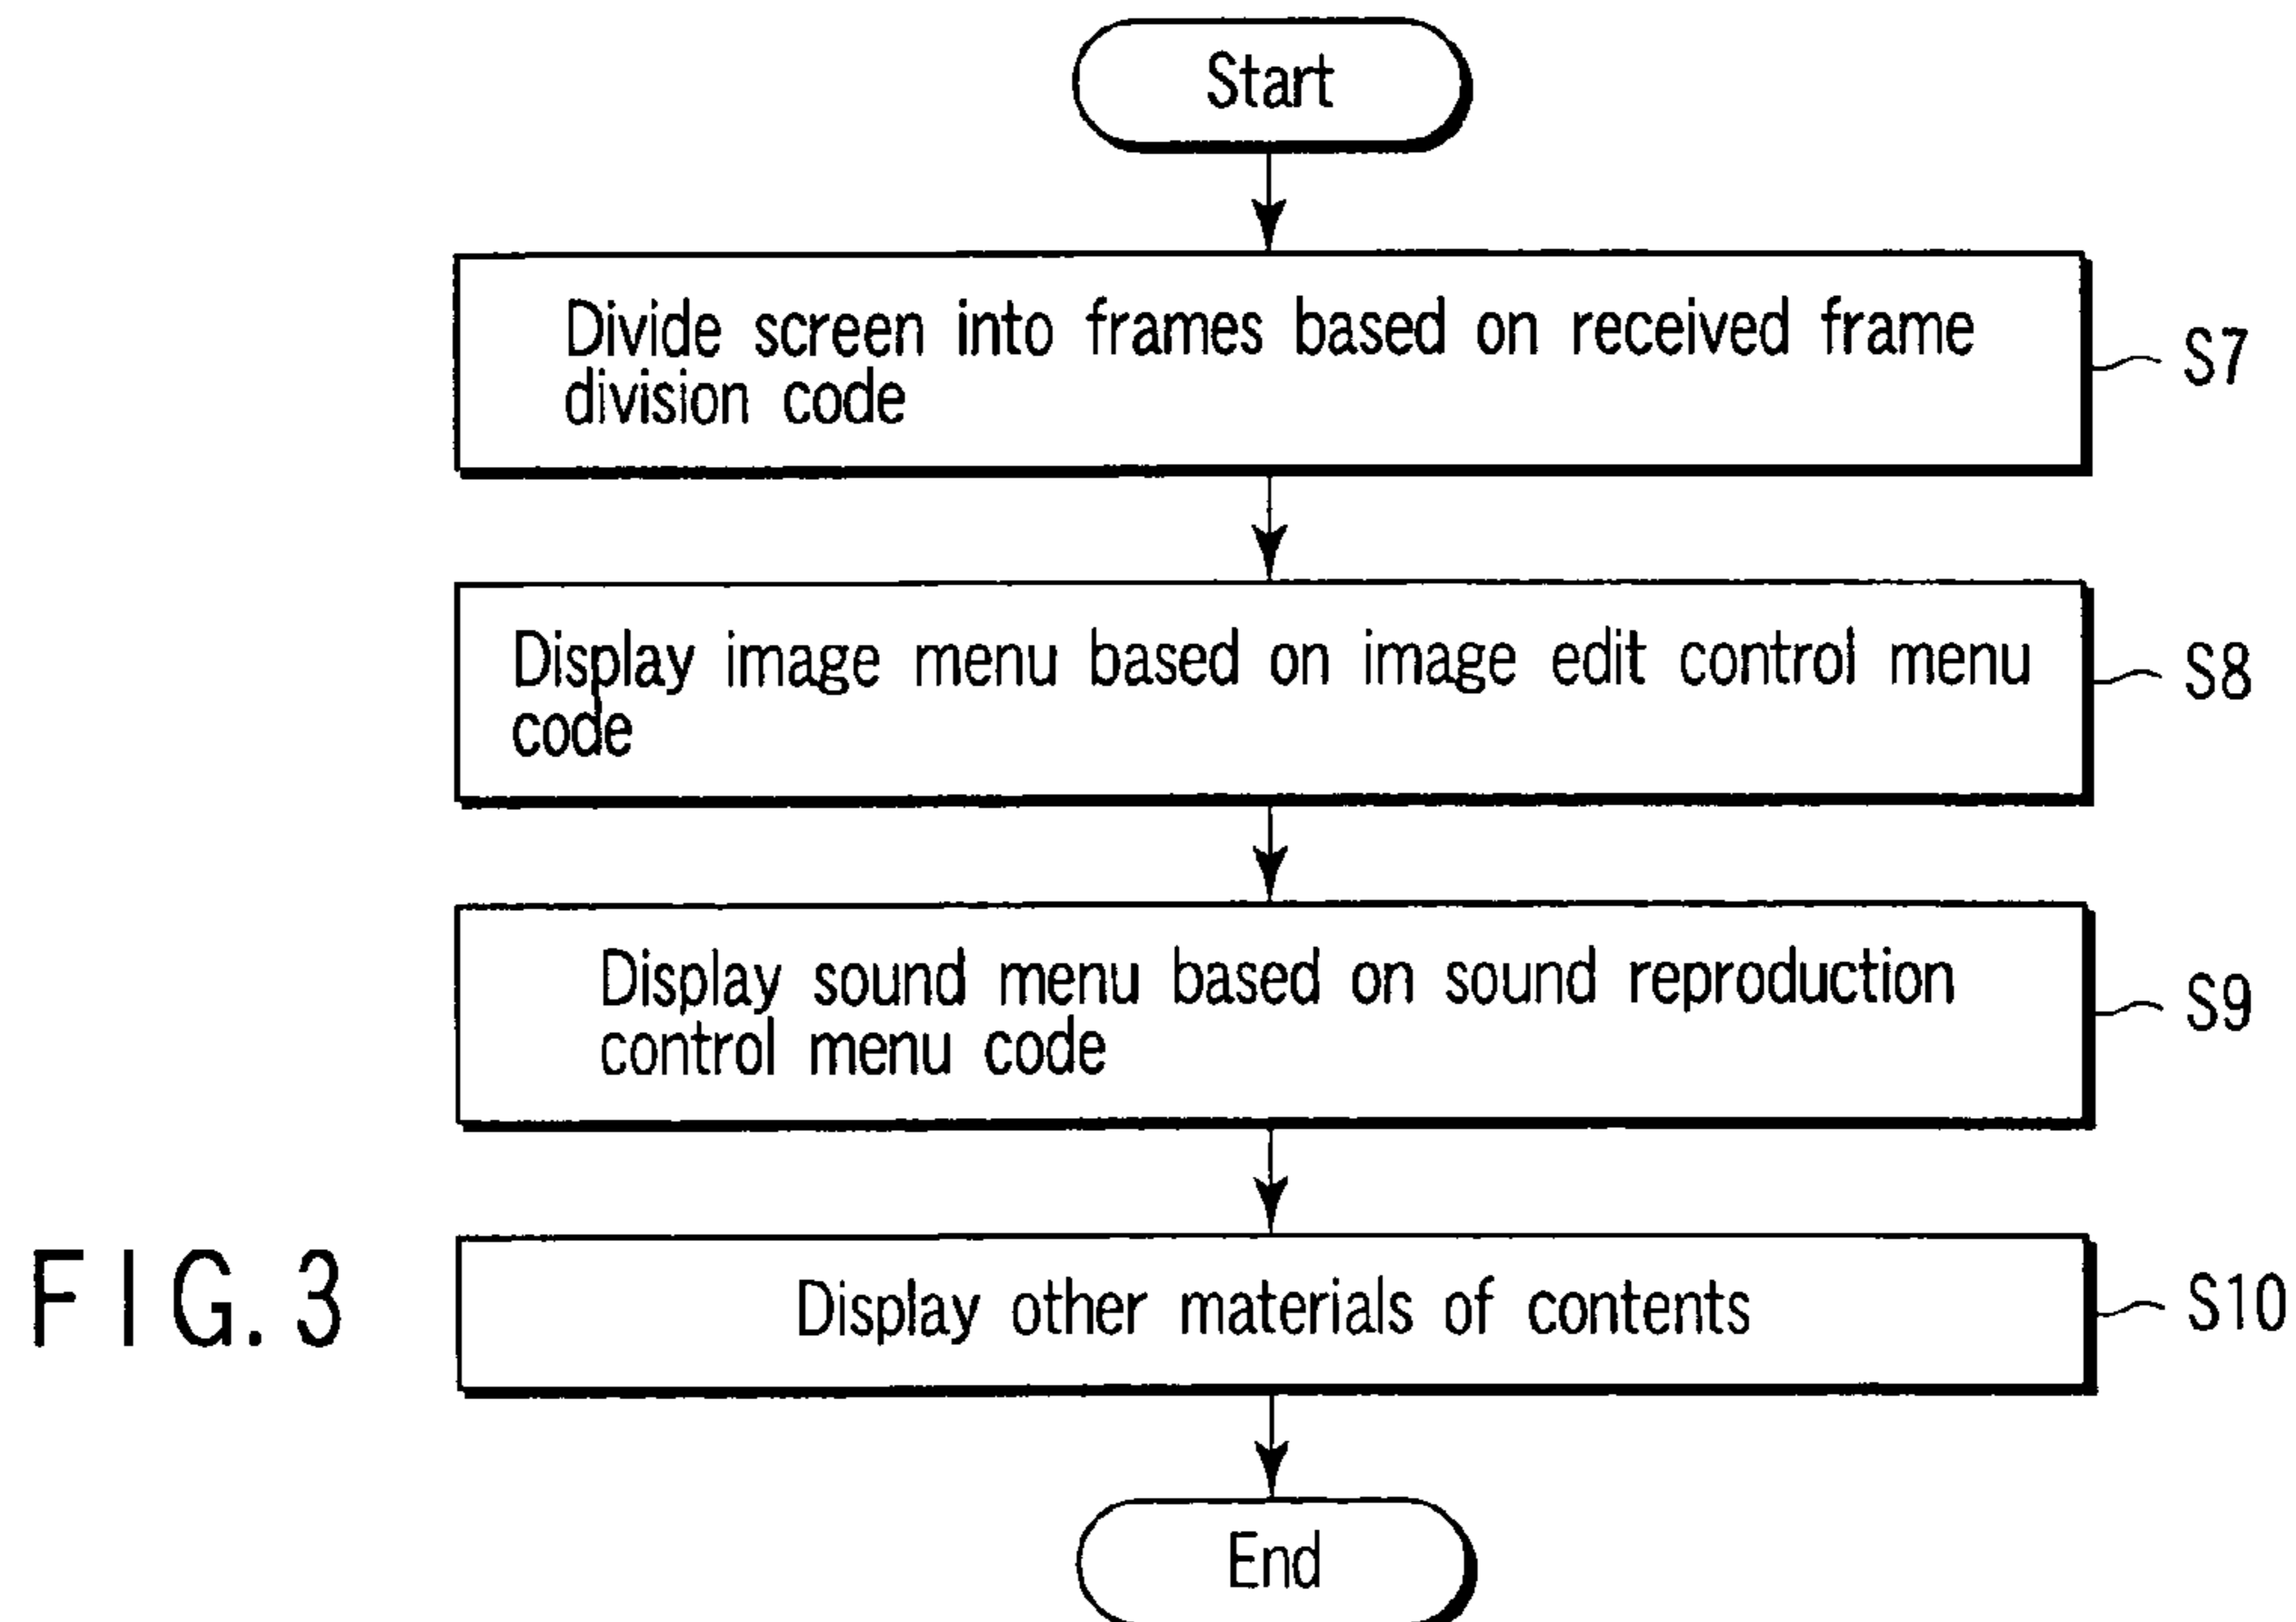 Start
Divide screen into frames based on received frame
division code
S7
Display image menu based on image edit control menu
code
S8
Display sound menu based on sound reproduction
control menu code
S9
Display other materials of contents
S10
FIG. 3
End